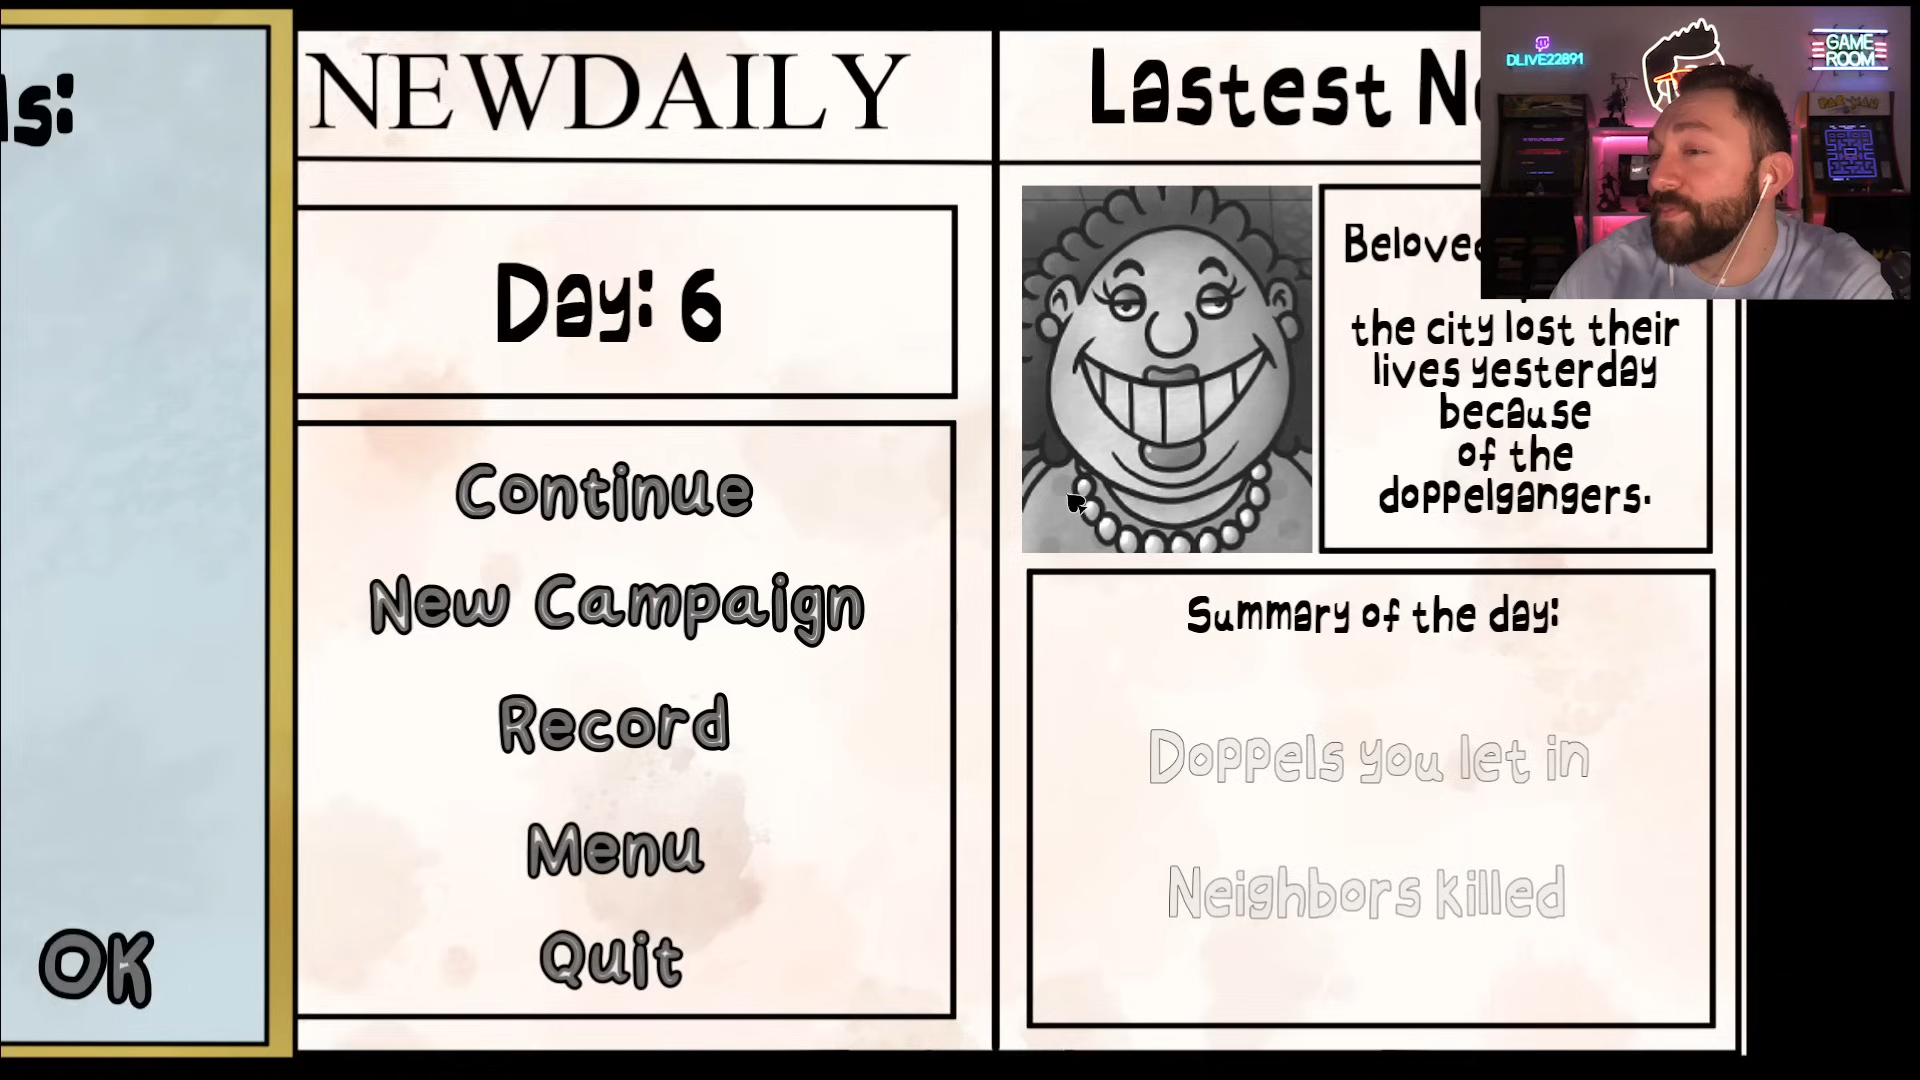 s:
OK
NEWDAILY
Day: 6
Continue
New Campaign
Record
Menu
Quit
Lastest
the city lost their
lives yesterday
because
of the
doppelgangers.
Summary of the day:
Doppels you let in
Neighbors killed
DLIVE22891
GAME
ROOM